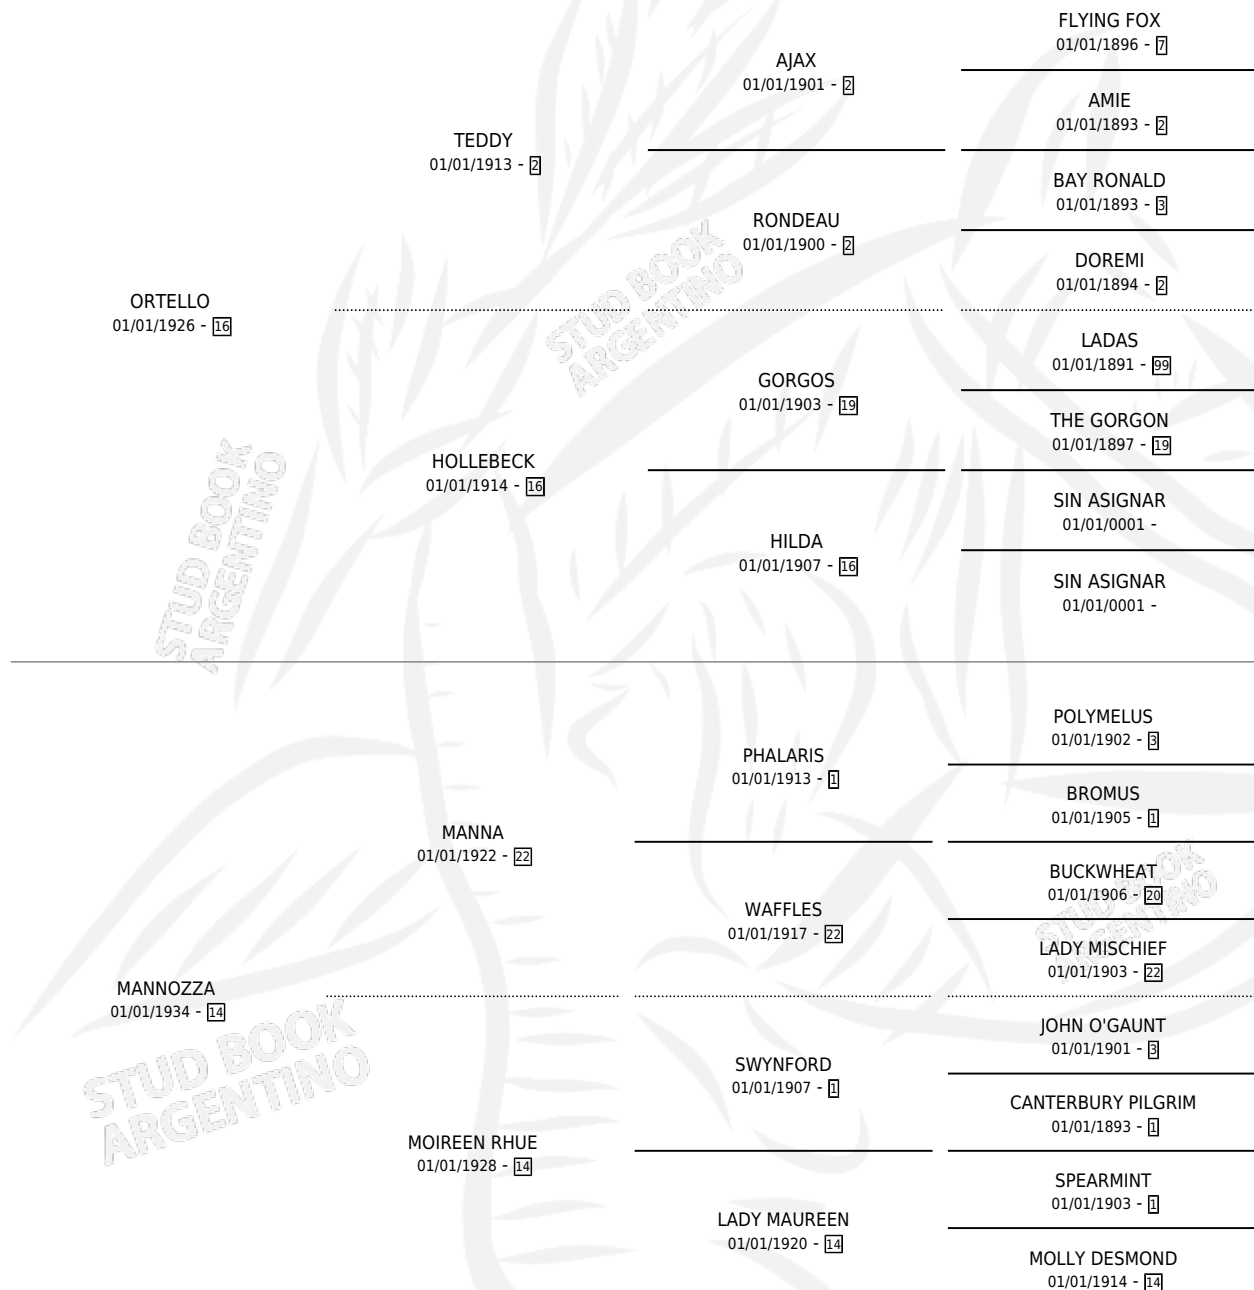 FLYING FOX
01/01/1896 - 7
AJAX
01/01/1901 - 2
AMIE
01/01/1893 - 2
TEDDY
01/01/1913 - 2
BAY RONALD
01/01/1893 - 3
RONDEAU
01/01/1900 - 2
DOREMI
01/01/1894 - 2
ORTELLO
01/01/1926 - 16
LADAS
01/01/1891 - 99
GORGOS
01/01/1903 - 19
THE GORGON
01/01/1897 - 19
HOLLEBECK
01/01/1914 - 16
SIN ASIGNAR
01/01/0001 -
HILDA
01/01/1907 - 16
SIN ASIGNAR
01/01/0001 -
POLYMELUS
01/01/1902 - 3
PHALARIS
01/01/1913 - 1
BROMUS
01/01/1905 - 1
MANNA
01/01/1922 - 22
BUCKWHEAT
01/01/1906 - 20
WAFFLES
01/01/1917 - 22
LADY MISCHIEF
01/01/1903 - 22
MANNOZZA
01/01/1934 - 14
JOHN O'GAUNT
01/01/1901 - 3
SWYNFORD
01/01/1907 - 1
CANTERBURY PILGRIM
01/01/1893 - 1
MOIREEN RHUE
01/01/1928 - 14
SPEARMINT
01/01/1903 - 1
LADY MAUREEN
01/01/1920 - 14
MOLLY DESMOND
01/01/1914 - 14
STUD BOOK
ARGENTINO
STUD BOOK
ARGENTINO
STUD BOOK
ARGENTINO
STUD BOOK
ARGENTINO